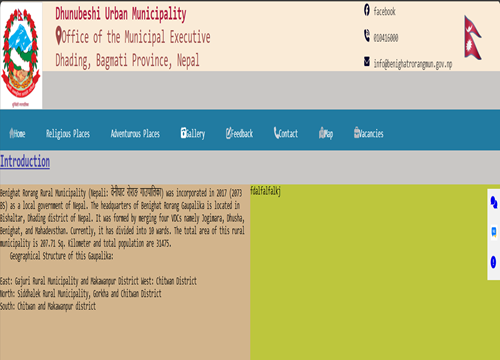 Dhunubeshi Urban Municipality
Office of the Municipal Executive
Dhading, Bagmati Province, Nepal
facebook
010416000
info@benighatrorangmun.gov.np
Home Religious Places Adventurous Places Gallery Feedback Contact Map Vacancies
Introduction
Benighat Rorang Rural Municipality (Nepali: बेनीघाट रोराङ्ग गाउपालिका) was incorporated in 2017 (2073
BS) as a local government of Nepal. The headquarters of Benighat Rorang Gaupalika is located in
Bishaltar, Dhading district of Nepal. It was formed by merging four VDCs namely Jogimara, Dhusha,
Benighat, and Mahadevsthan. Currently, it has divided into 10 wards. The total area of this rural
municipality is 207.71 Sq. Kilometer and total population are 31475.
Geographical Structure of this Gaupalika:
East: Gajuri Rural Municipality and Makawanpur District West: Chitwan District
North: Siddhalek Rural Municipality, Gorkha and Chitwan District
South: Chitwan and Makawanpur district
fdalfalfalkj